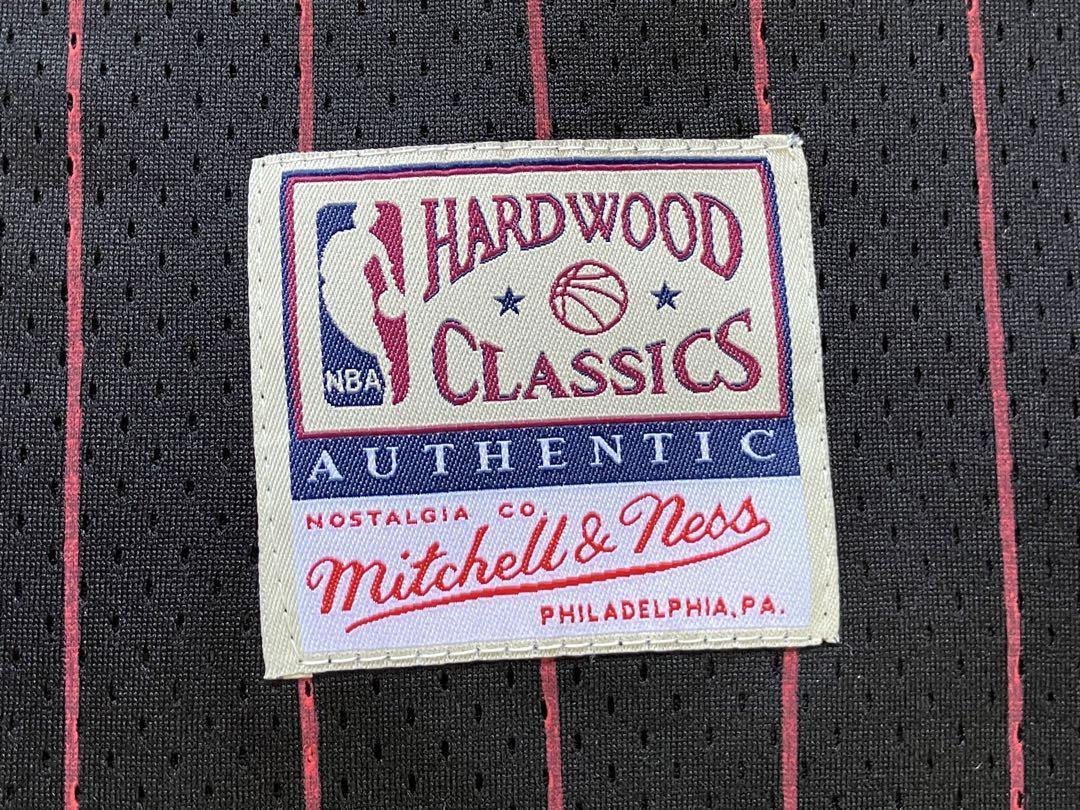 HARDWOOD
CLASSICS
NBA
AUTHENTIC
NOSTALGIA CO.
Mitchell & Ness
PHILADELPHIA, PA.